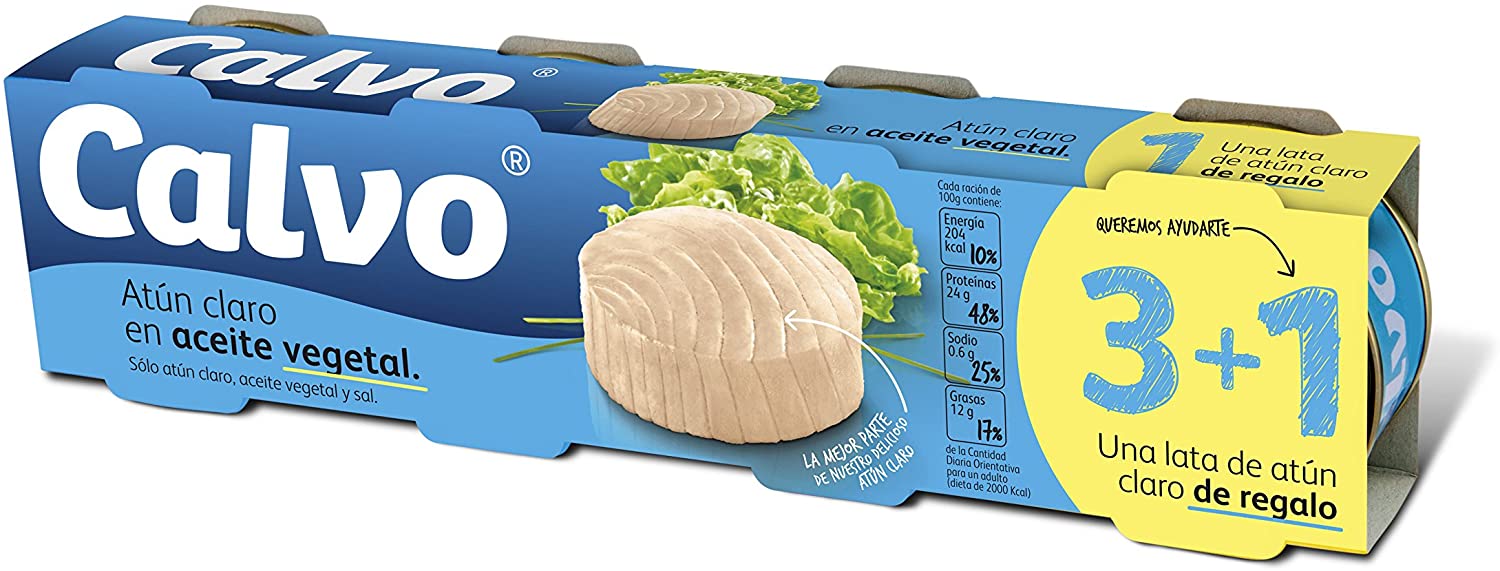 Calvo®
Atún claro
en aceite vegetal.
1
Una lata
de atún claro
de regalo
Calvo®
Atún claro
en aceite vegetal.
Sólo atún claro, aceite vegetal y sal.
LA MEJOR PARTE
DE NUESTRO DELICIOSO
ATÚN CLARO
Cada ración de
100g contiene:
Energía
204
kcal 10%
Proteínas
24 g
48%
Sodio
0.6 g
25%
Grasas
12 g
17%
de la Cantidad
Diaria Orientativa
para un adulto
(dieta de 2000 Kcal)
QUEREMOS AYUDARTE
3+1
Una lata de atún
claro de regalo
Calvo